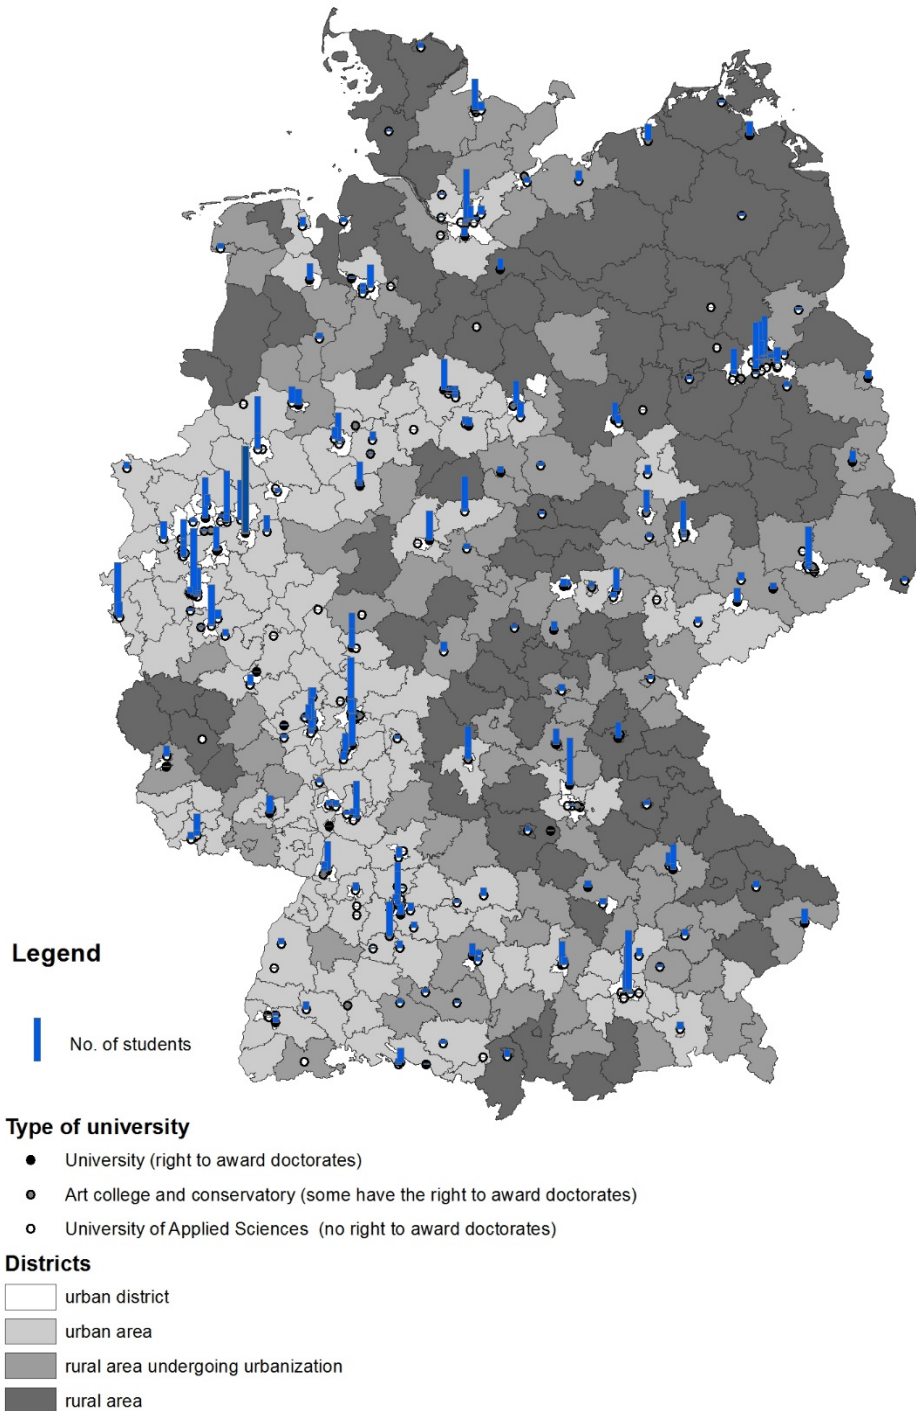 Legend
No. of students
Type of university
University (right to award doctorates)
Art college and conservatory (some have the right to award doctorates)
University of Applied Sciences (no right to award doctorates)
Districts
urban district
urban area
rural area undergoing urbanization
rural area